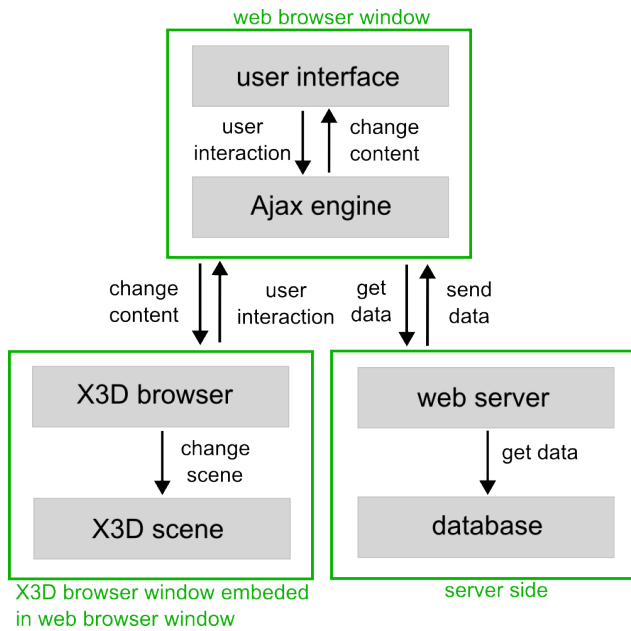 web browser window
user interface
user
interaction
change
content
Ajax engine
change
content
user
interaction
get
data
send
data
X3D browser
change
scene
X3D scene
X3D browser window embeded
in web browser window
web server
get data
database
server side